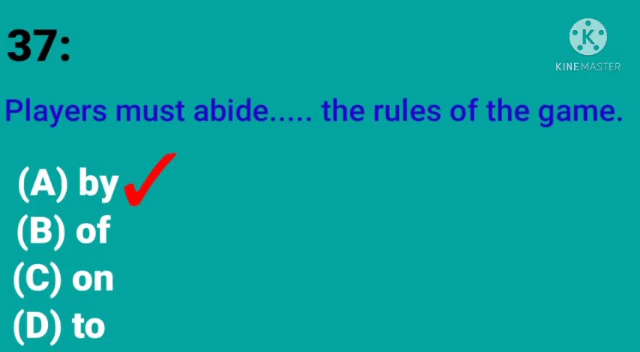 37:
K
KINEMASTER
Players must abide..... the rules of the game.
(A) by
(B) of
(C) on
(D) to